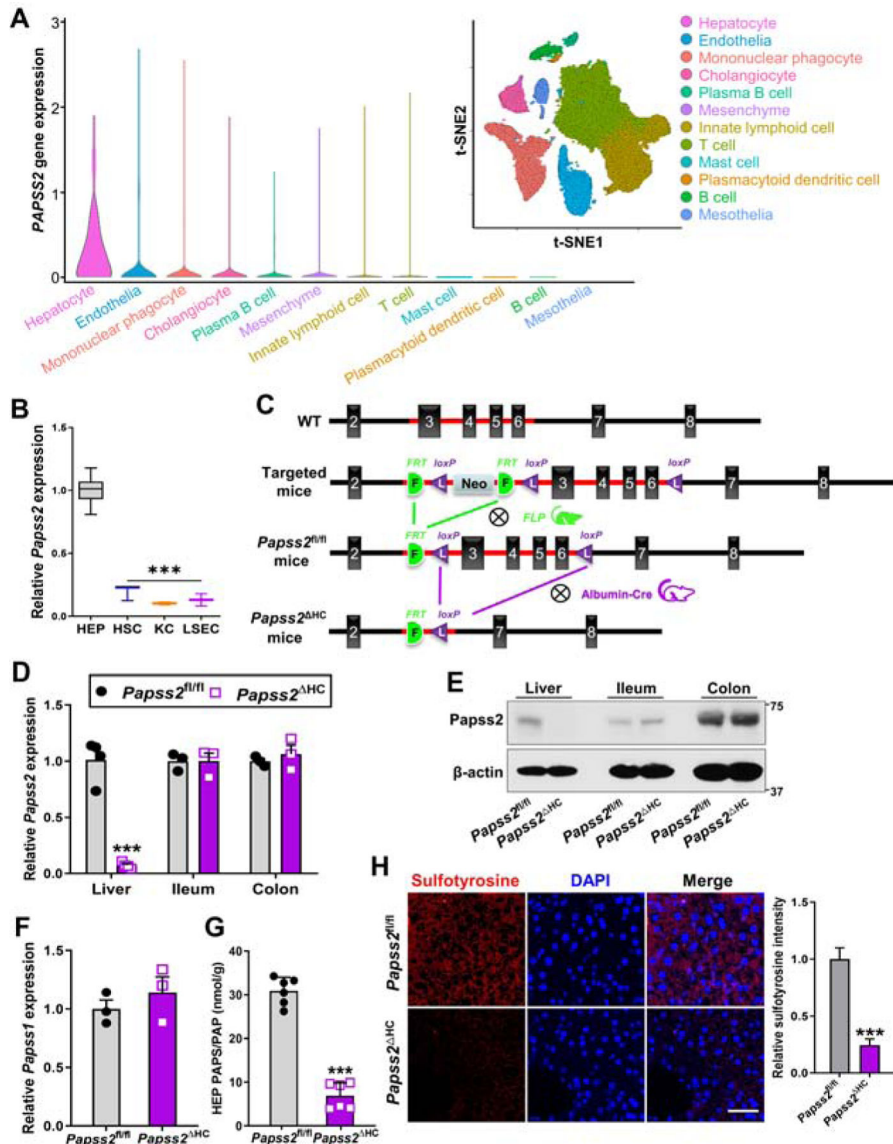 A
PAPSS2 gene expression
3
2
1
0
Hepatocyte
Endothelia
Mononuclear phagocyte
Cholangiocyte
Plasma B cell
Mesenchyme
Innate lymphoid cell
T cell
Mast cell
Plasmacytoid dendritic cell
B cell
Mesothelia
t-SNE2
t-SNE1
Hepatocyte
Endothelia
Mononuclear phagocyte
Cholangiocyte
Plasma B cell
Mesenchyme
Innate lymphoid cell
T cell
Mast cell
Plasmacytoid dendritic cell
B cell
Mesothelia
B
Relative Papss2 expression
1.5
1.0
0.5
0.0
***
HEP HSC KC LSEC
C
WT 2 3 4 5 6 7 8
FRT loxP FRT loxP loxP
Targeted mice 2 F L Neo F L 3 4 5 6 L 7 8
FLP
FRT loxP loxP
Papss2fl/fl mice 2 F L 3 4 5 6 L 7 8
Albumin-Cre
FRT loxP
Papss2ΔHC mice 2 F L 7 8
D
Papss2fl/fl Papss2ΔHC
Relative Papss2 expression
1.5
1.0
0.5
0.0
***
Liver Ileum Colon
E
Liver Ileum Colon
75
Papss2
β-actin
37
Papss2fl/fl
Papss2ΔHC
Papss2fl/fl
Papss2ΔHC
Papss2fl/fl
Papss2ΔHC
F
Relative Papss1 expression
1.5
1.0
0.5
0.0
Papss2fl/fl Papss2ΔHC
G
HEP PAPS/PAP (nmol/g)
40
30
20
10
0
***
Papss2fl/fl Papss2ΔHC
H
Sulfotyrosine DAPI Merge
Papss2fl/fl
Papss2ΔHC
Relative sulfotyrosine intensity
1.5
1.0
0.5
0.0
***
Papss2fl/fl
Papss2ΔHC